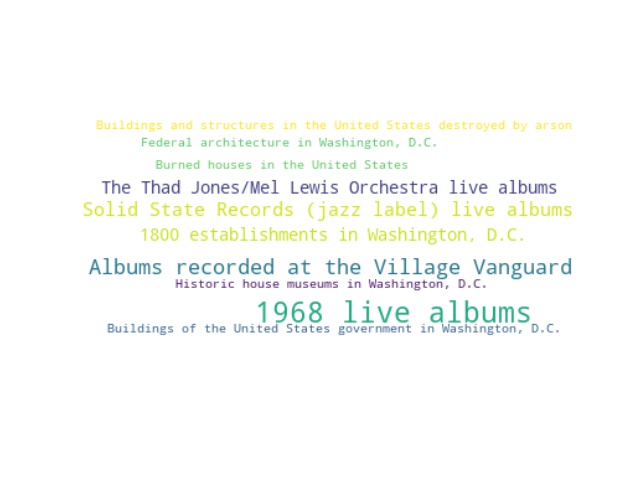 Buildings and structures in the United States destroyed by arson
Federal architecture in Washington, D.C.
Burned houses in the United States
The Thad Jones/Mel Lewis Orchestra live albums
Solid State Records (jazz label) live albums
1800 establishments in Washington, D.C.
Albums recorded at the Village Vanguard
Historic house museums in Washington, D.C.
1968 live albums
Buildings of the United States government in Washington, D.C.